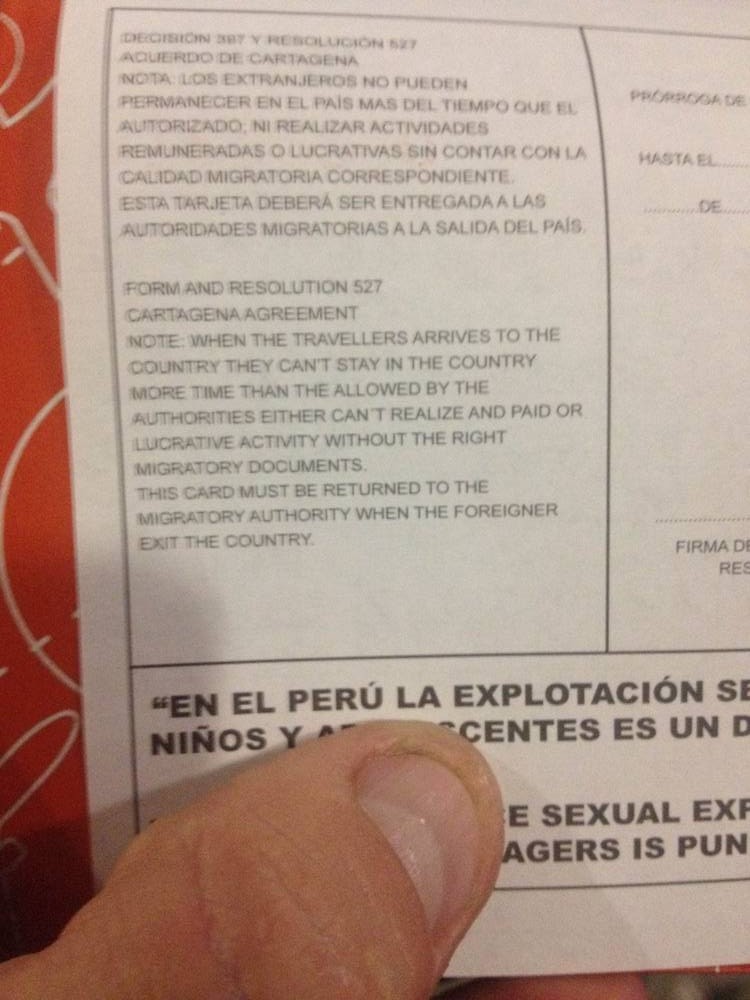 DECISIÓN 397 Y RESOLUCIÓN 527
ACUERDO DE CARTAGENA
NOTA: LOS EXTRANJEROS NO PUEDEN
PERMANECER EN EL PAÍS MAS DEL TIEMPO QUE EL
AUTORIZADO, NI REALIZAR ACTIVIDADES
REMUNERADAS O LUCRATIVAS SIN CONTAR CON LA
CALIDAD MIGRATORIA CORRESPONDIENTE.
ESTA TARJETA DEBERÁ SER ENTREGADA A LAS
AUTORIDADES MIGRATORIAS A LA SALIDA DEL PAÍS.
FORM AND RESOLUTION 527
CARTAGENA AGREEMENT
NOTE: WHEN THE TRAVELLERS ARRIVES TO THE
COUNTRY THEY CAN'T STAY IN THE COUNTRY
MORE TIME THAN THE ALLOWED BY THE
AUTHORITIES EITHER CAN'T REALIZE AND PAID OR
LUCRATIVE ACTIVITY WITHOUT THE RIGHT
MIGRATORY DOCUMENTS.
THIS CARD MUST BE RETURNED TO THE
MIGRATORY AUTHORITY WHEN THE FOREIGNER
EXIT THE COUNTRY.
PRÓRROGA DE
HASTA EL........
............DE........
FIRMA DE
RES
"EN EL PERÚ LA EXPLOTACIÓN SE
NIÑOS Y A SCENTES ES UN D
E SEXUAL EXP
AGERS IS PUN